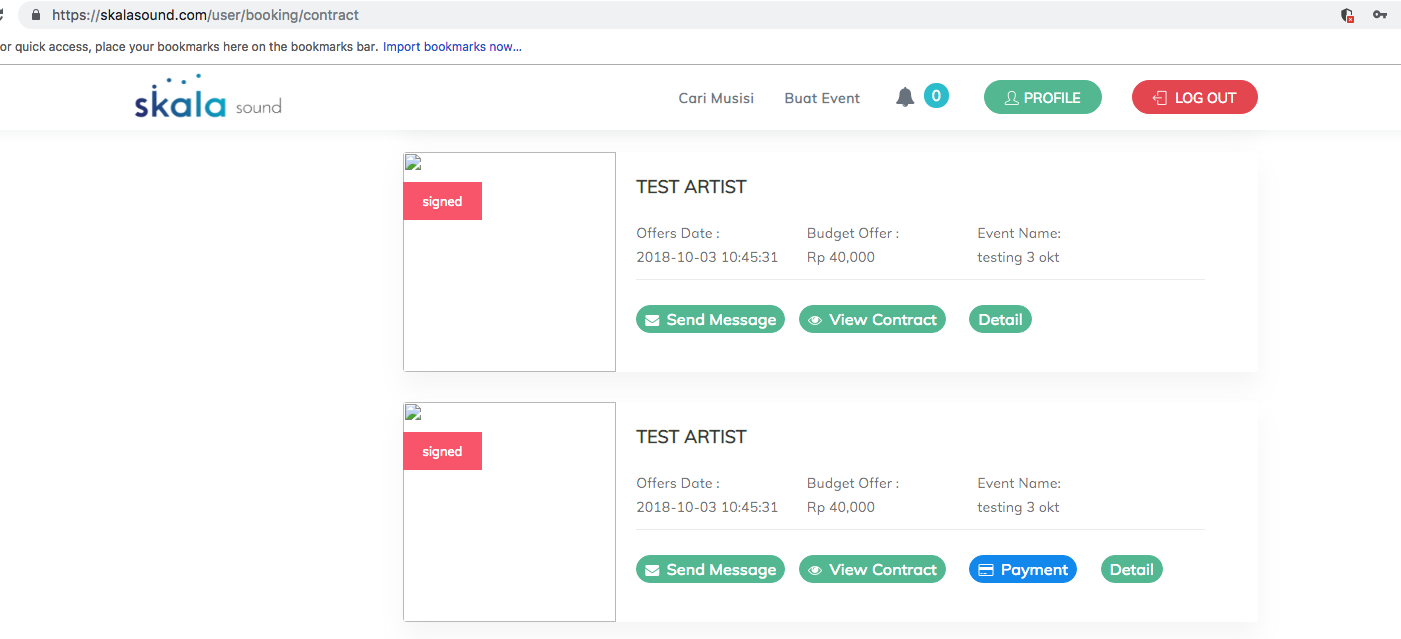 https://skalasound.com/user/booking/contract
or quick access, place your bookmarks here on the bookmarks bar. Import bookmarks now...
skala sound
Cari Musisi
Buat Event
0
PROFILE
LOG OUT
signed
TEST ARTIST
Offers Date : Budget Offer : Event Name:
2018-10-03 10:45:31 Rp 40,000 testing 3 okt
Send Message View Contract Detail
signed
TEST ARTIST
Offers Date : Budget Offer : Event Name:
2018-10-03 10:45:31 Rp 40,000 testing 3 okt
Send Message View Contract Payment Detail